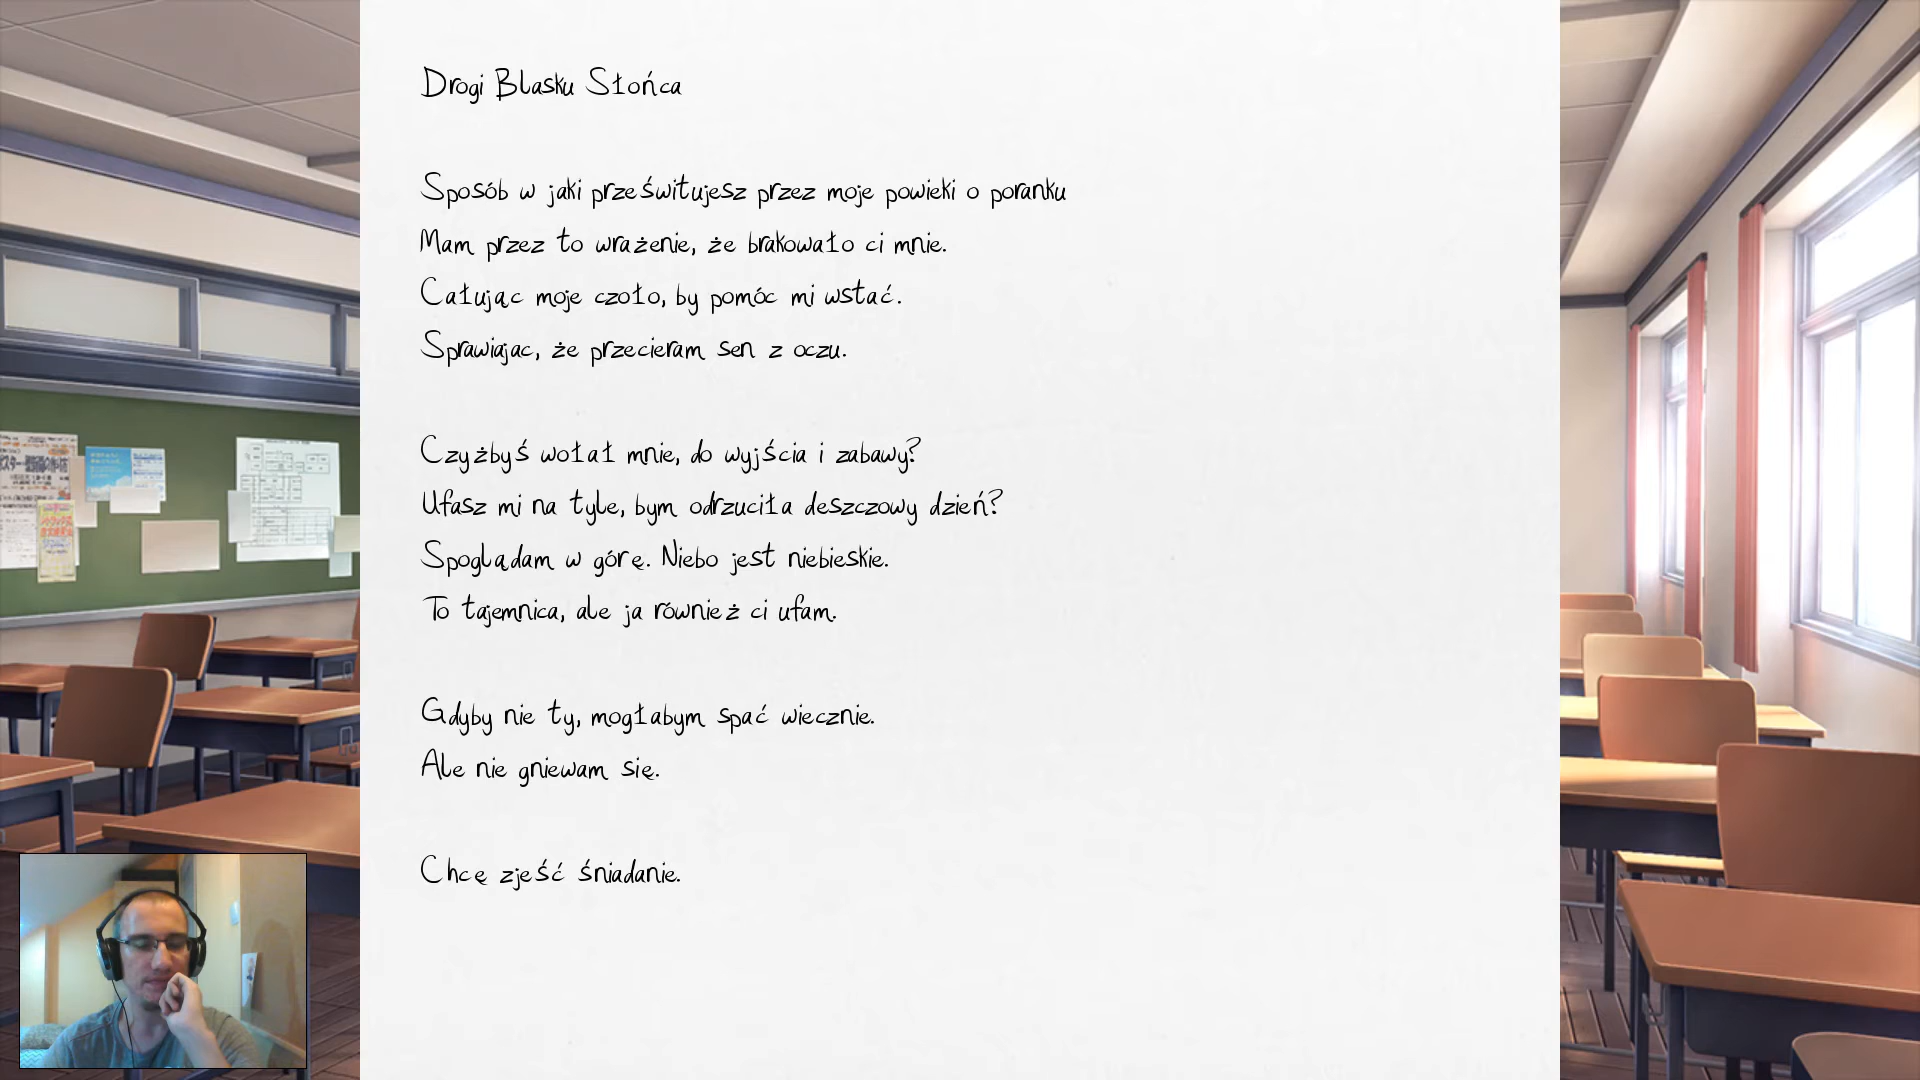 Drogi Blasku Słońca
Sposób w jaki prześwitujesz przez moje powieki o poranku
Mam przez to wrażenie, że brakowało ci mnie.
Całując moje czoło, by pomóc mi wstać.
Sprawiajac, że przecieram sen z oczu.
Czyżbyś wołał mnie, do wyjścia i zabawy?
Ufasz mi na tyle, bym odrzuciła deszczowy dzień?
Spoglądam w górę. Niebo jest niebieskie.
To tajemnica, ale ja również ci ufam.
Gdyby nie ty, mogłabym spać wiecznie.
Ale nie gniewam się.
Chcę zjeść śniadanie.